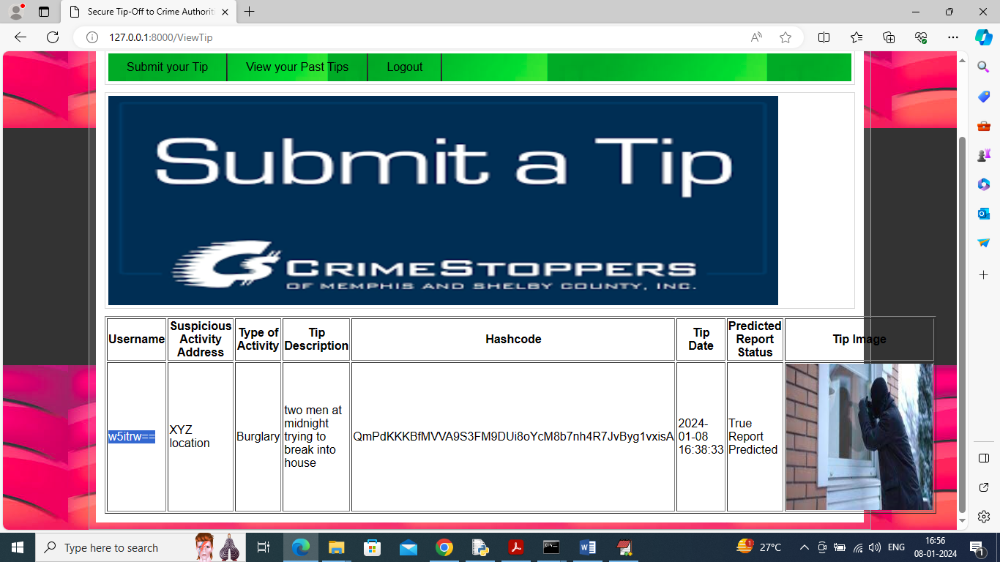 Secure Tip-Off to Crime Authorit
127.0.0.1:8000/ViewTip
Submit your Tip
View your Past Tips
Logout
Submit a Tip
CRIMESTOPPERS
OF MEMPHIS AND SHELBY COUNTY, INC.
Username
Suspicious
Activity
Address
Type of
Activity
Tip
Description
Hashcode
Tip
Date
Predicted
Report
Status
Tip Image
w5itrw==
XYZ
location
Burglary
two men at
midnight
trying to
break into
house
QmPdKKKBfMVVA9S3FM9DUi8oYcM8b7nh4R7JvByg1vxisA
2024-
01-08
16:38:33
True
Report
Predicted
Type here to search
1
27°C
ENG
16:56
08-01-2024
1